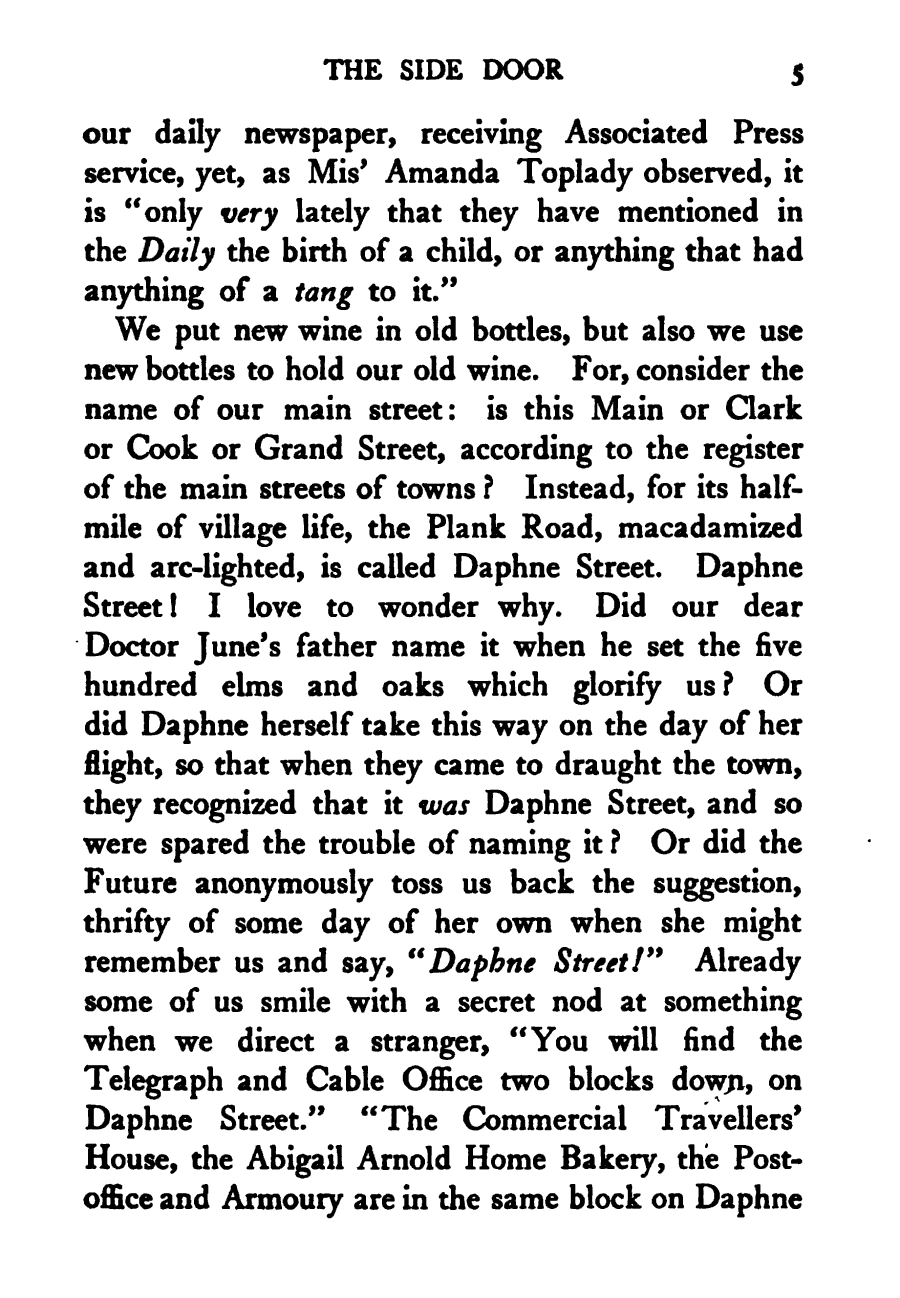 THE SIDE DOOR 5
our daily newspaper, receiving Associated Press
service, yet, as Mis' Amanda Toplady observed, it
is "only very lately that they have mentioned in
the Daily the birth of a child, or anything that had
anything of a tang to it."
We put new wine in old bottles, but also we use
new bottles to hold our old wine. For, consider the
name of our main street: is this Main or Clark
or Cook or Grand Street, according to the register
of the main streets of towns? Instead, for its half-
mile of village life, the Plank Road, macadamized
and arc-lighted, is called Daphne Street. Daphne
Street! I love to wonder why. Did our dear
Doctor June's father name it when he set the five
hundred elms and oaks which glorify us? Or
did Daphne herself take this way on the day of her
flight, so that when they came to draught the town,
they recognized that it was Daphne Street, and so
were spared the trouble of naming it? Or did the
Future anonymously toss us back the suggestion,
thrifty of some day of her own when she might
remember us and say, "Daphne Street!" Already
some of us smile with a secret nod at something
when we direct a stranger, "You will find the
Telegraph and Cable Office two blocks down, on
Daphne Street." "The Commercial Travellers'
House, the Abigail Arnold Home Bakery, the Post-
office and Armoury are in the same block on Daphne